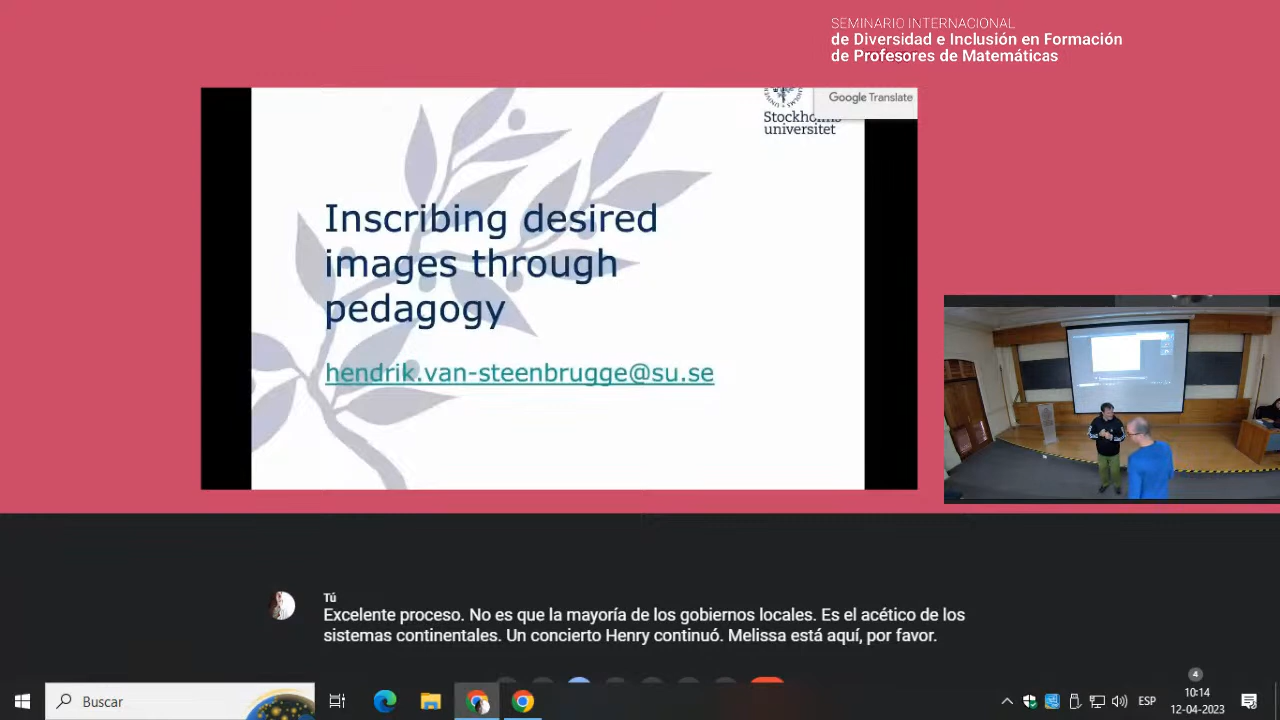 SEMINARIO INTERNACIONAL
de Diversidad e Inclusión en Formación
de Profesores de Matemáticas
Google Translate
Stockholms
universitet
Inscribing desired
images through
pedagogy
hendrik.van-steenbrugge@su.se
Tú
Excelente proceso. No es que la mayoría de los gobiernos locales. Es el acético de los
sistemas continentales. Un concierto Henry continuó. Melissa está aquí, por favor.
Buscar
ESP
4
10:14
12-04-2023